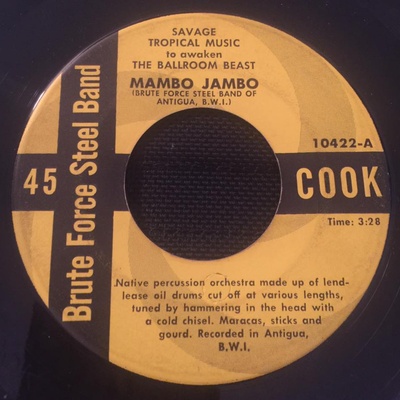 SAVAGE
TROPICAL MUSIC
to awaken
THE BALLROOM BEAST
MAMBO JAMBO
(BRUTE FORCE STEEL BAND OF
ANTIGUA, B.W.I.)
10422-A
45
COOK
Brute Force Steel Band
Time: 3:28
Native percussion orchestra made up of lend-
lease oil drums cut off at various lengths,
tuned by hammering in the head with
a cold chisel. Maracas, sticks and
gourd. Recorded in Antigua,
B.W.I.